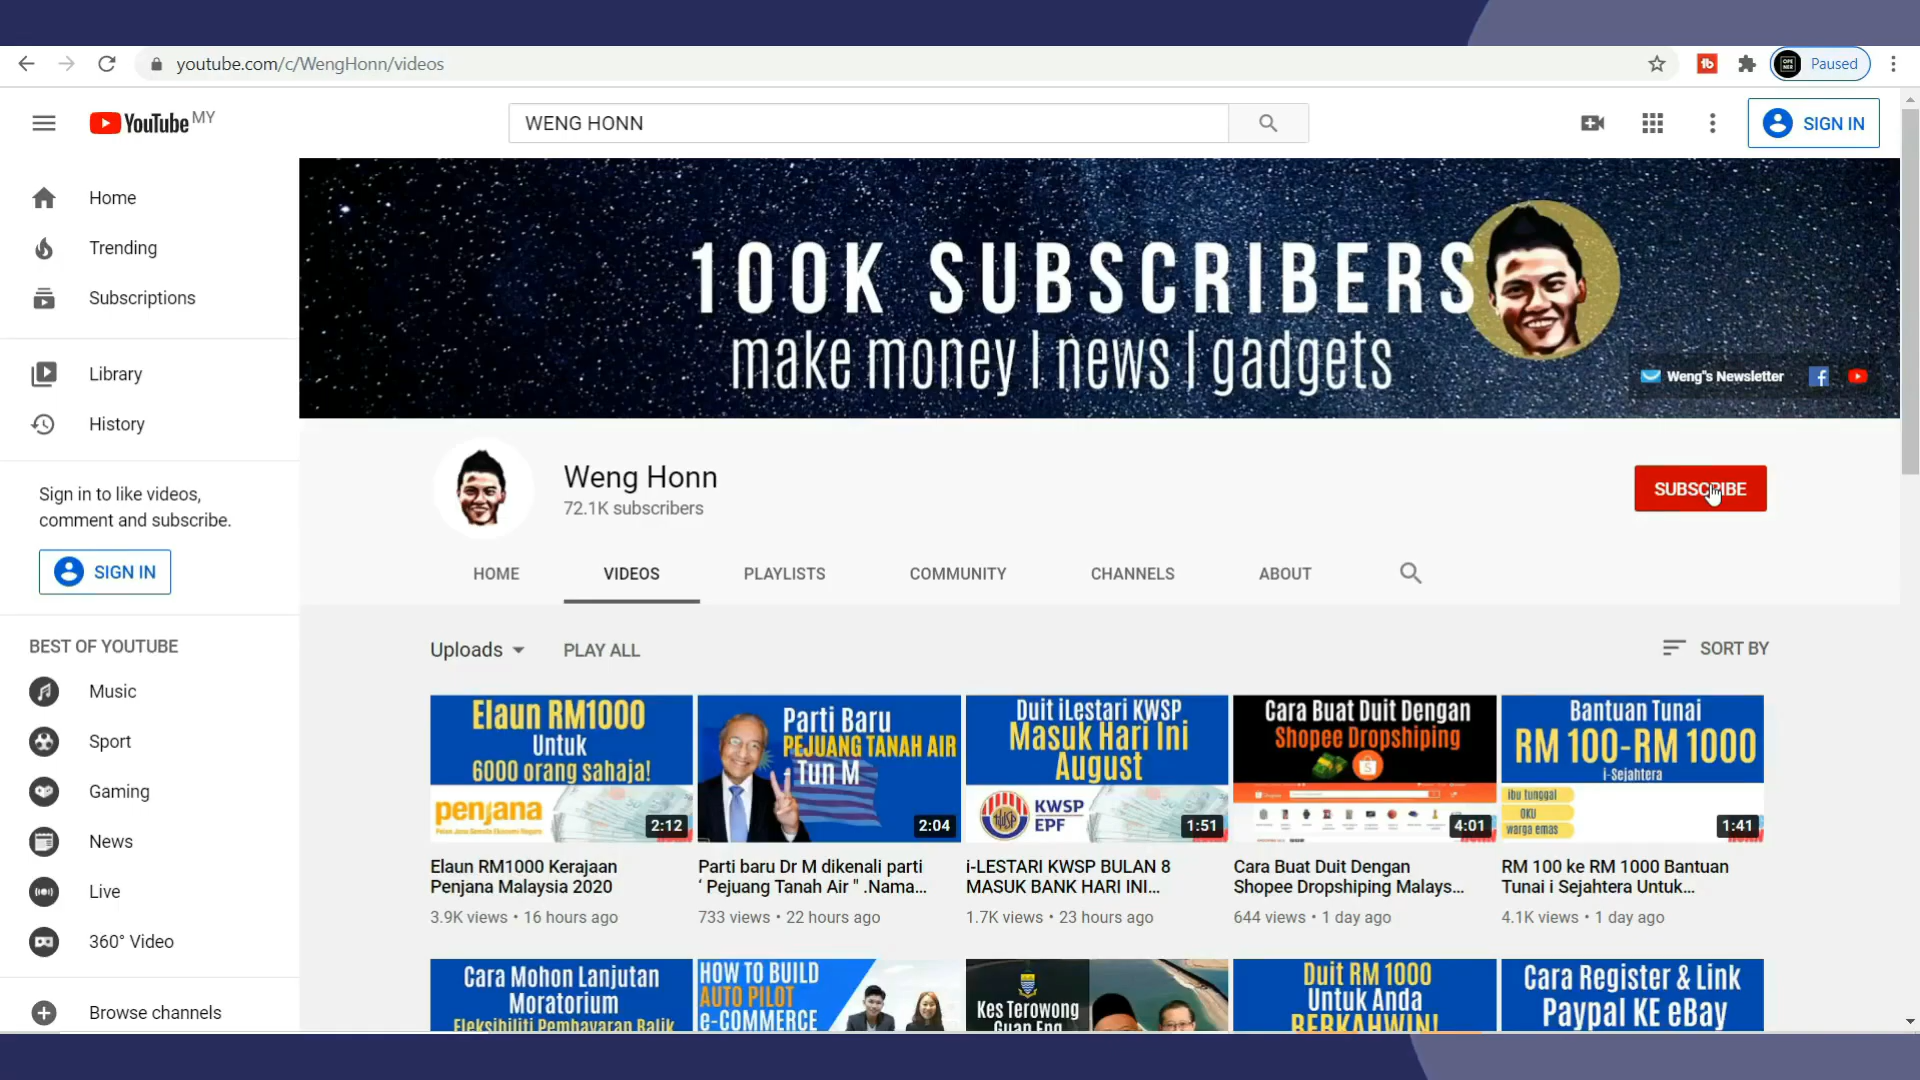 youtube.com/c/WengHonn/videos
Paused
YouTube MY
WENG HONN
SIGN IN
Home
Trending
Subscriptions
Library
History
Sign in to like videos,
comment and subscribe.
SIGN IN
BEST OF YOUTUBE
Music
Sport
Gaming
News
Live
360° Video
Browse channels
100K SUBSCRIBERS
make money | news | gadgets
Weng"s Newsletter
Weng Honn
72.1K subscribers
SUBSCRIBE
HOME VIDEOS PLAYLISTS COMMUNITY CHANNELS ABOUT
Uploads PLAY ALL SORT BY
Elaun RM1000
Untuk
6000 orang sahaja!
penjana
2:12
Elaun RM1000 Kerajaan
Penjana Malaysia 2020
3.9K views • 16 hours ago
Parti Baru
PEJUANG TANAH AIR
- Tun M
2:04
Parti baru Dr M dikenali parti
‘ Pejuang Tanah Air " .Nama...
733 views • 22 hours ago
Duit iLestari KWSP
Masuk Hari Ini
August
KWSP
EPF
1:51
i-LESTARI KWSP BULAN 8
MASUK BANK HARI INI...
1.7K views • 23 hours ago
Cara Buat Duit Dengan
Shopee Dropshiping
4:01
Cara Buat Duit Dengan
Shopee Dropshiping Malays...
644 views • 1 day ago
Bantuan Tunai
RM 100-RM 1000
i-Sejahtera
ibu tunggal
OKU
warga emas
1:41
RM 100 ke RM 1000 Bantuan
Tunai i Sejahtera Untuk...
4.1K views • 1 day ago
Cara Mohon Lanjutan
Moratorium
Fleksibiliti Pembayaran Balik
HOW TO BUILD
AUTO PILOT
e-COMMERCE
Kes Terowong
Guan Eng
Duit RM 1000
Untuk Anda
BERKAHWIN!
Cara Register & Link
Paypal KE eBay